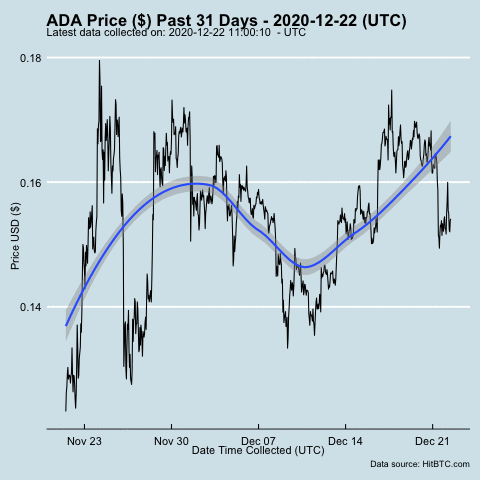 ADA Price ($) Past 31 Days - 2020-12-22 (UTC)
Latest data collected on: 2020-12-22 11:00:10 - UTC
0.18
0.16
0.14
Price USD ($)
Nov 23 Nov 30 Dec 07 Dec 14 Dec 21
Date Time Collected (UTC)
Data source: HitBTC.com